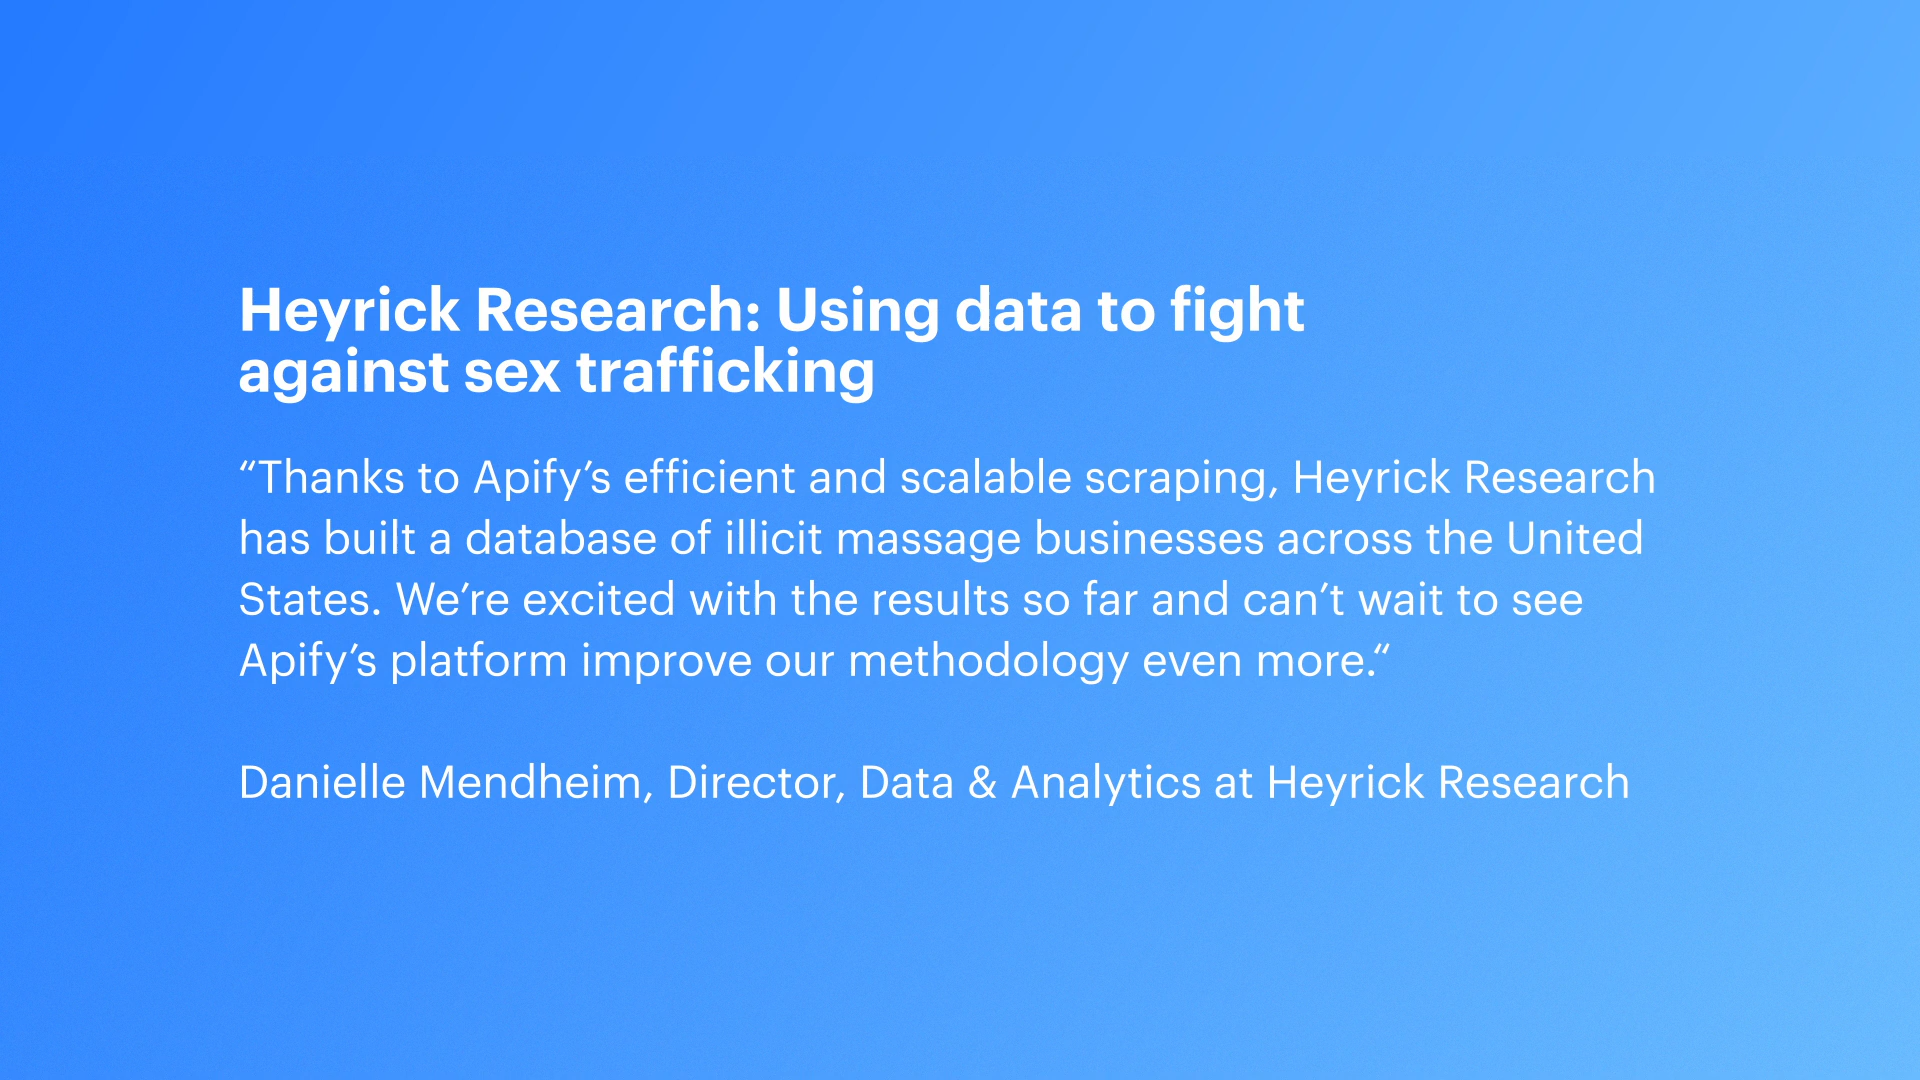 Heyrick Research: Using data to fight
against sex trafficking
“Thanks to Apify’s efficient and scalable scraping, Heyrick Research
has built a database of illicit massage businesses across the United
States. We’re excited with the results so far and can’t wait to see
Apify’s platform improve our methodology even more.“
Danielle Mendheim, Director, Data & Analytics at Heyrick Research